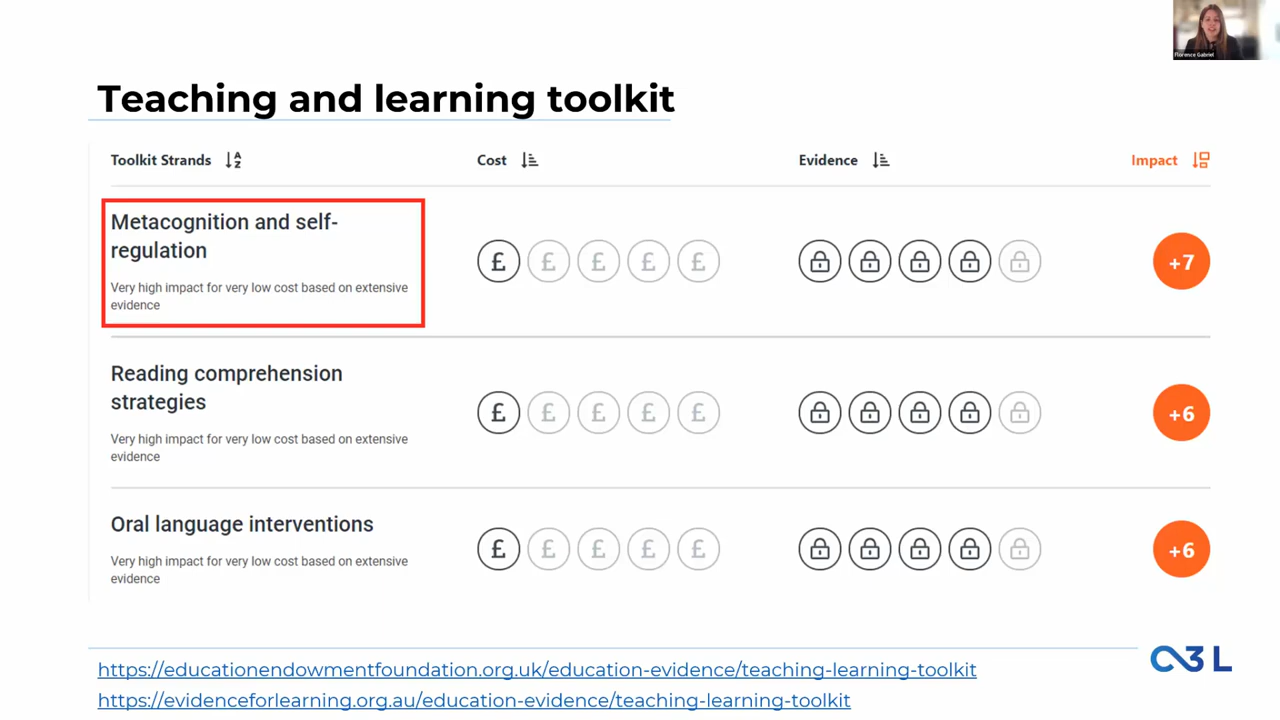 Florence Gabriel
Teaching and learning toolkit
Toolkit Strands
Cost
Evidence
Impact
Metacognition and self-
regulation
Very high impact for very low cost based on extensive
evidence
£ £ £ £ £
+7
Reading comprehension
strategies
Very high impact for very low cost based on extensive
evidence
£ £ £ £ £
+6
Oral language interventions
Very high impact for very low cost based on extensive
evidence
£ £ £ £ £
+6
https://educationendowmentfoundation.org.uk/education-evidence/teaching-learning-toolkit
https://evidenceforlearning.org.au/education-evidence/teaching-learning-toolkit
C3L